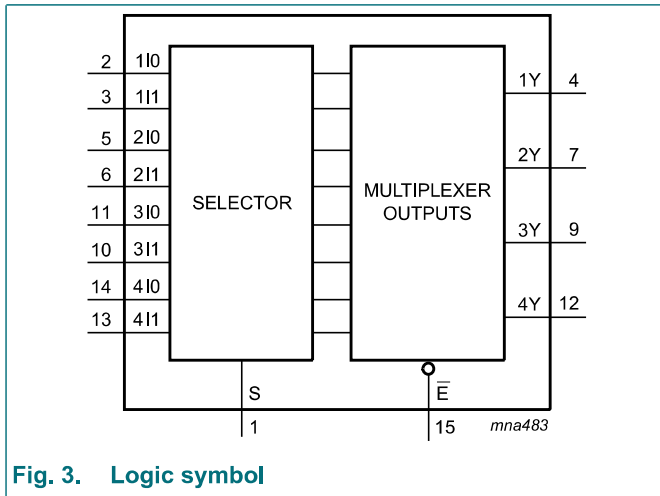 2 1I0
3 1I1
5 2I0
6 2I1
11 3I0
10 3I1
14 4I0
13 4I1
SELECTOR
MULTIPLEXER
OUTPUTS
1Y 4
2Y 7
3Y 9
4Y 12
S
1
E̅
15
mna483
Fig. 3. Logic symbol